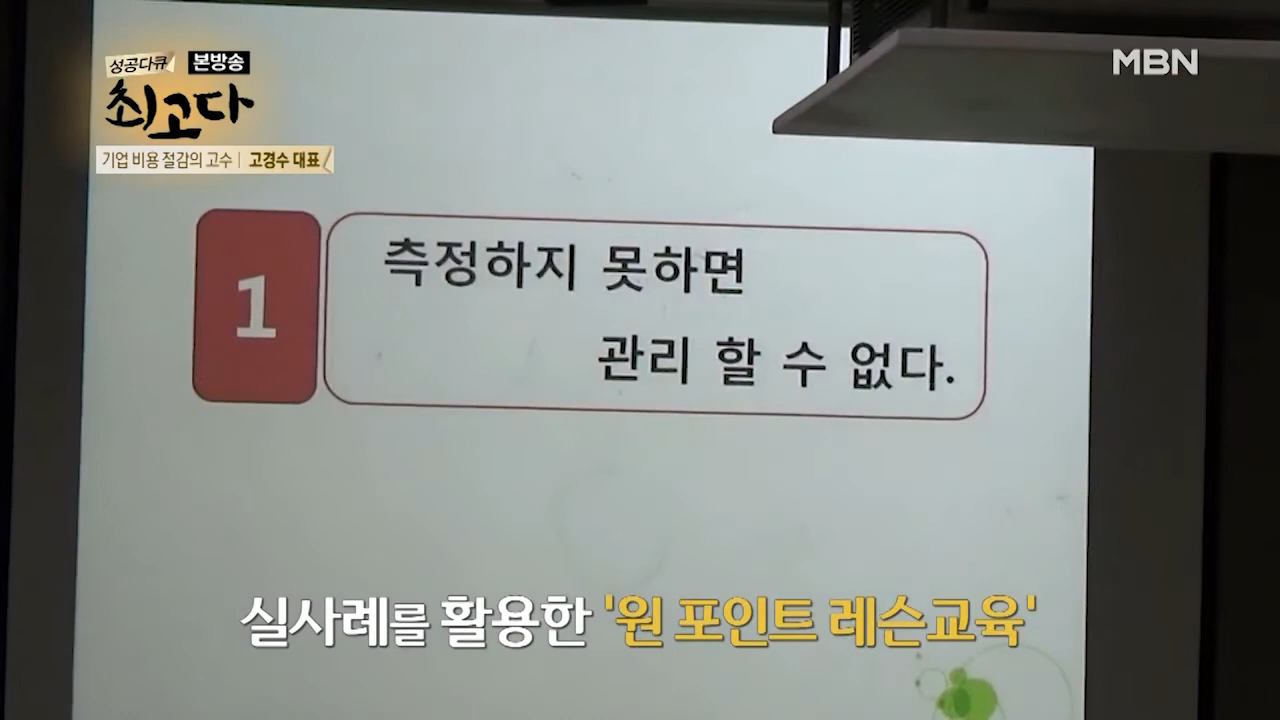 성공다큐 본방송
최고다
기업 비용 절감의 고수 | 고경수 대표
MBN
1
측정하지 못하면
관리 할 수 없다.
실사례를 활용한 '원 포인트 레슨교육'